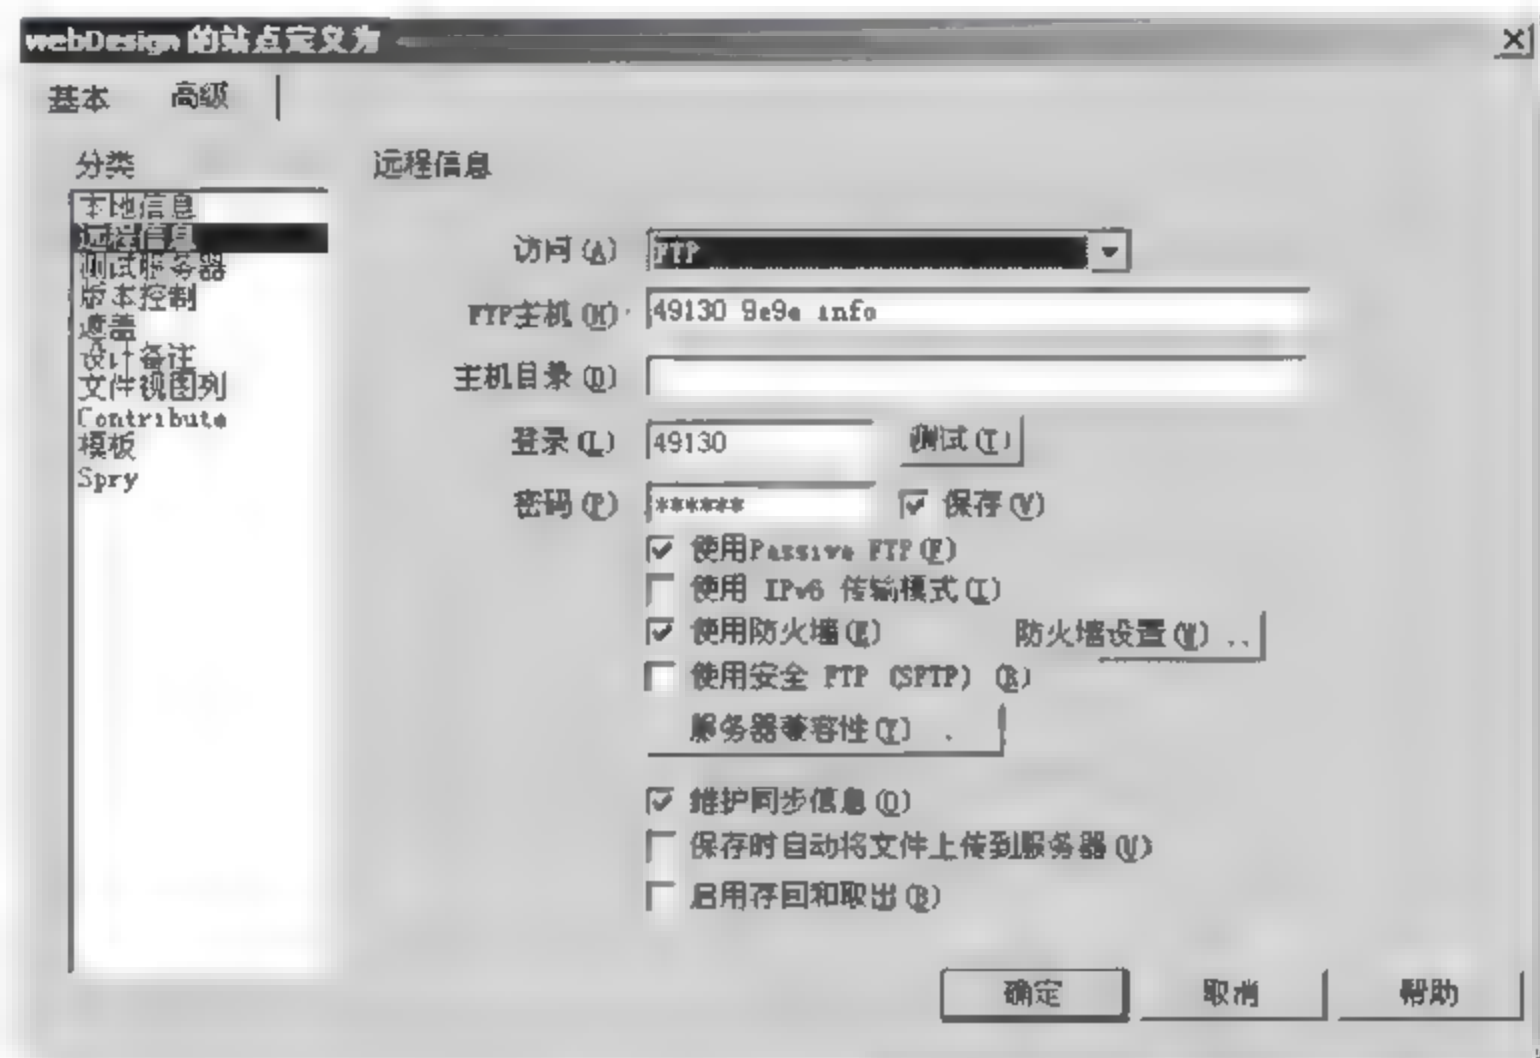 webDesign 的站点定义为
基本 高级
分类
本地信息
远程信息
测试服务器
版本控制
遮盖
设计备注
文件视图列
Contribute
模板
Spry
远程信息
访问(A) FTP
FTP主机(H) 49130 9e9e info
主机目录(D)
登录(L) 49130 测试(T)
密码(P) ****** 保存(V)
使用Passive FTP(F)
使用 IPv6 传输模式(I)
使用防火墙(E) 防火墙设置(W)..
使用安全 FTP (SFTP) (R)
服务器兼容性(Y) .
维护同步信息(O)
保存时自动将文件上传到服务器(U)
启用存回和取出(B)
确定 取消 帮助